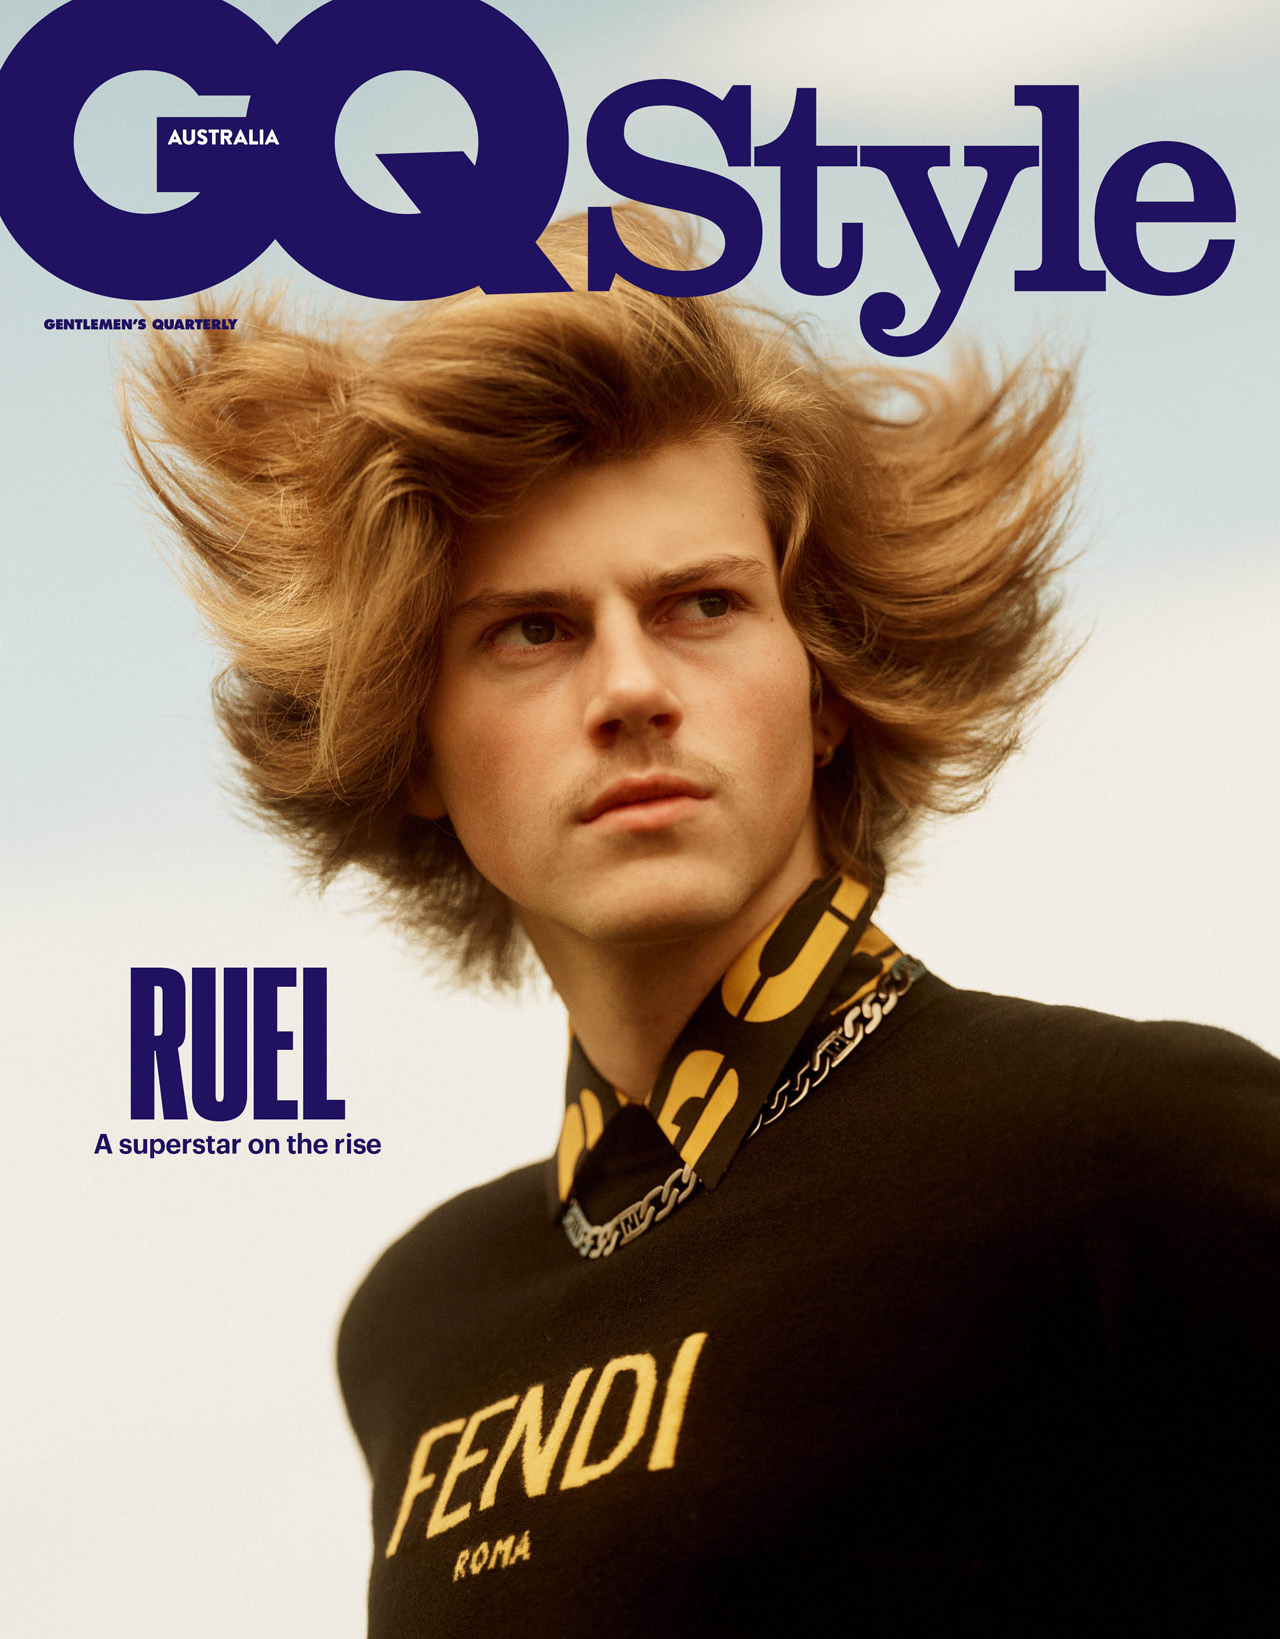 GQ Style
AUSTRALIA
GENTLEMEN'S QUARTERLY
RUEL
A superstar on the rise
FENDI
ROMA